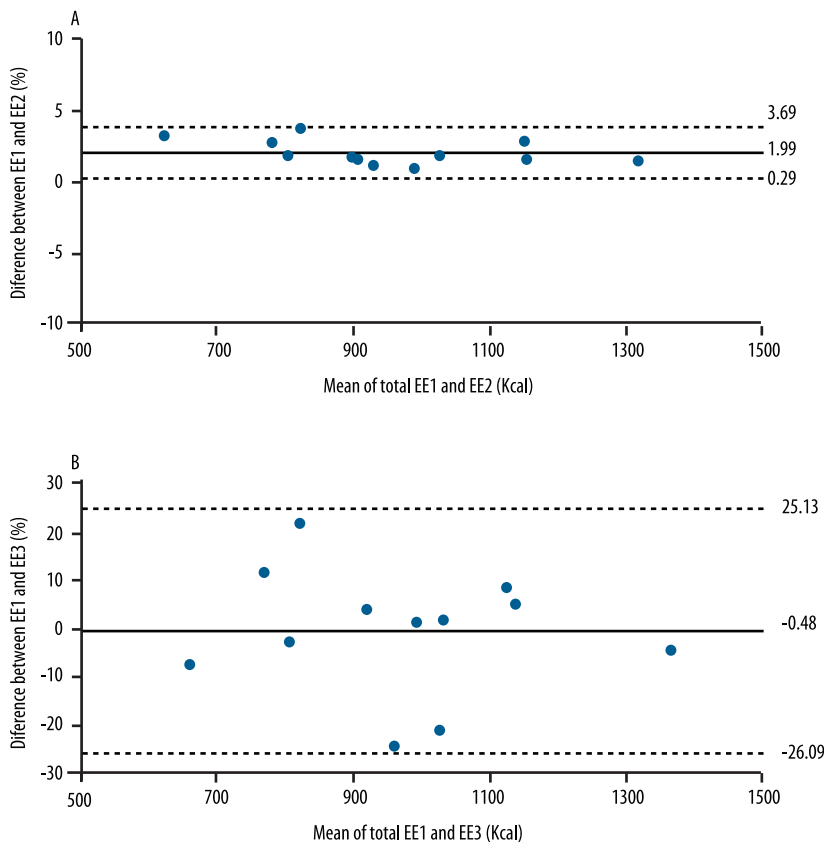 A
Diference between EE1 and EE2 (%)
10
5
0
-5
-10
3.69
1.99
0.29
500 700 900 1100 1300 1500
Mean of total EE1 and EE2 (Kcal)
B
Diference between EE1 and EE3 (%)
30
20
10
0
-10
-20
-30
25.13
-0.48
-26.09
500 700 900 1100 1300 1500
Mean of total EE1 and EE3 (Kcal)